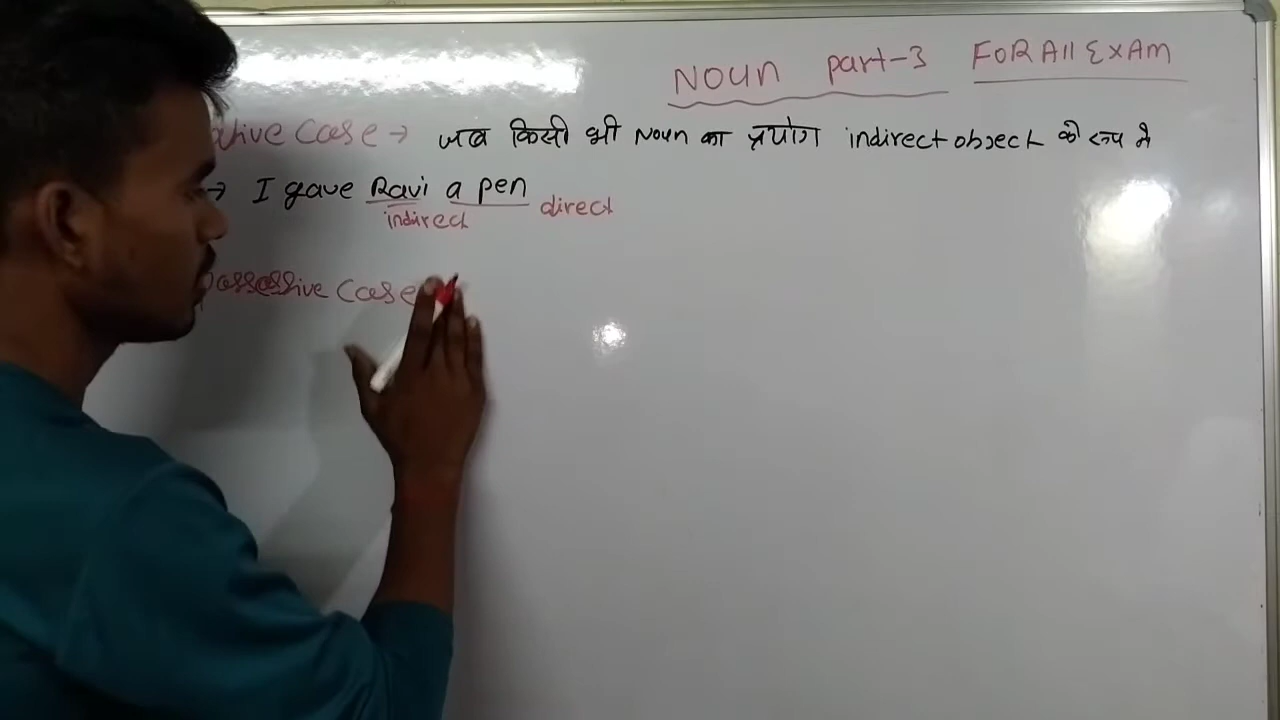 NOUN part-3 FOR All EXAM
ative Case → जब किसी भी Noun का प्रयोग indirect object के रूप मे
→ I gave Ravi a pen
indirect direct
possessive Case